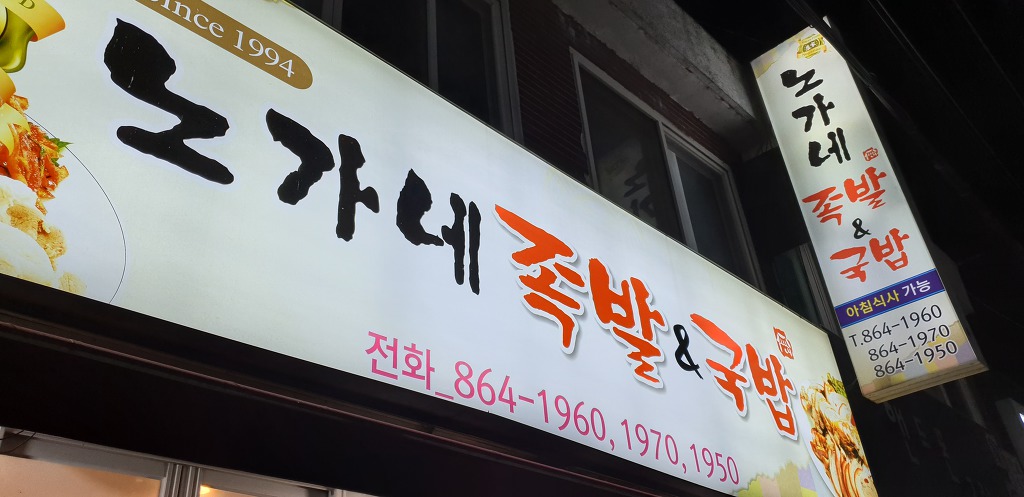 Since 1994
노가네 족발 & 국밥
전화_864-1960, 1970, 1950
노가네
족발
&
국밥
아침식사 가능
T.864-1960
864-1970
864-1950